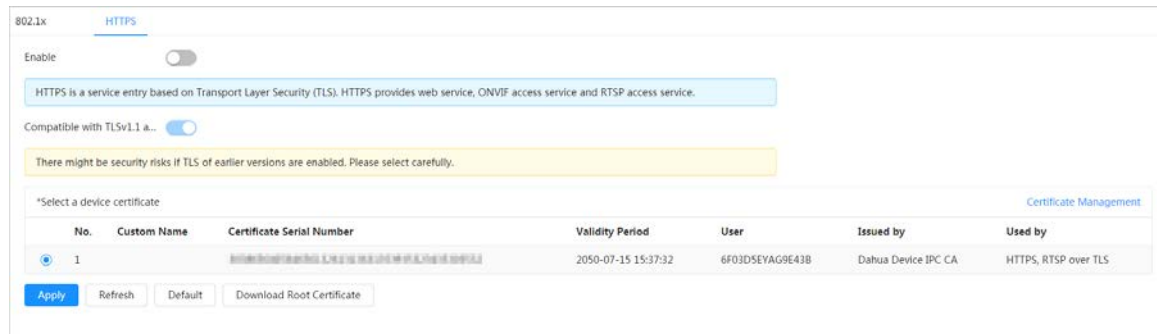 802.1x HTTPS
Enable
HTTPS is a service entry based on Transport Layer Security (TLS). HTTPS provides web service, ONVIF access service and RTSP access service.
Compatible with TLSv1.1 a...
There might be security risks if TLS of earlier versions are enabled. Please select carefully.
*Select a device certificate Certificate Management
No. Custom Name Certificate Serial Number Validity Period User Issued by Used by
1 2050-07-15 15:37:32 6F03D5EYAG9E43B Dahua Device IPC CA HTTPS, RTSP over TLS
Apply Refresh Default Download Root Certificate